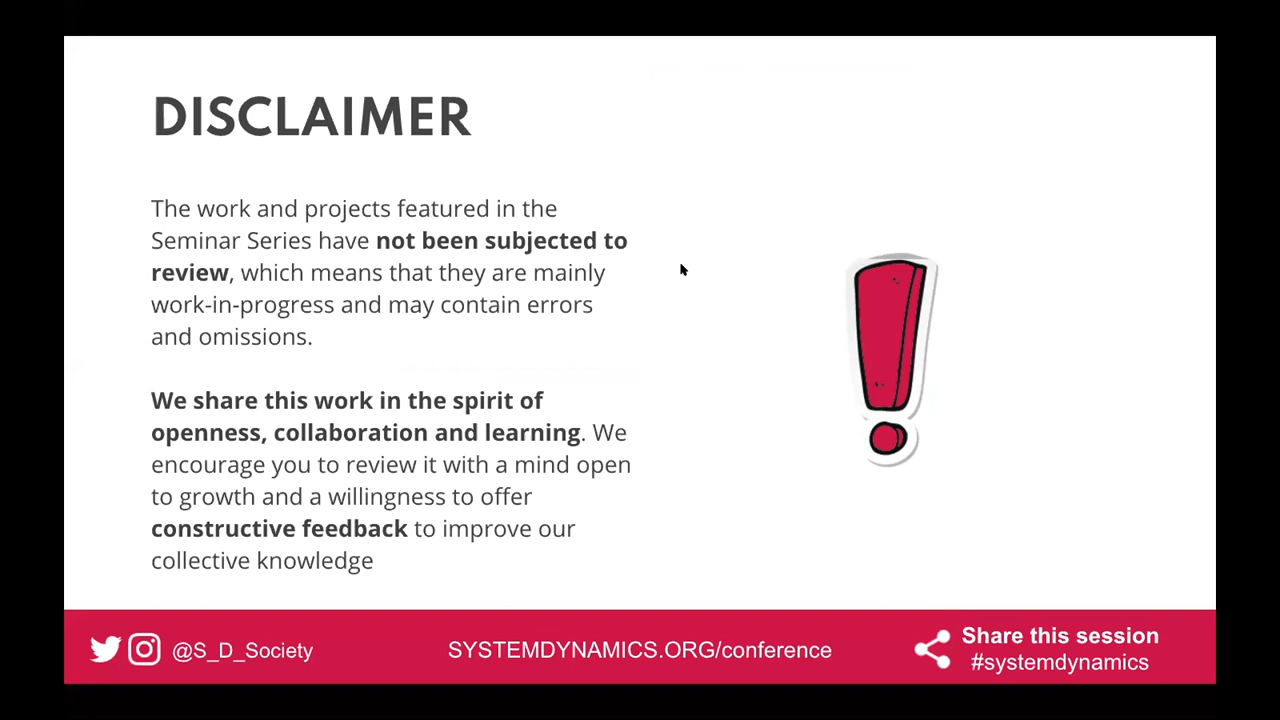 DISCLAIMER
The work and projects featured in the
Seminar Series have not been subjected to
review, which means that they are mainly
work-in-progress and may contain errors
and omissions.
We share this work in the spirit of
openness, collaboration and learning. We
encourage you to review it with a mind open
to growth and a willingness to offer
constructive feedback to improve our
collective knowledge
@S_D_Society
SYSTEMDYNAMICS.ORG/conference
Share this session
#systemdynamics